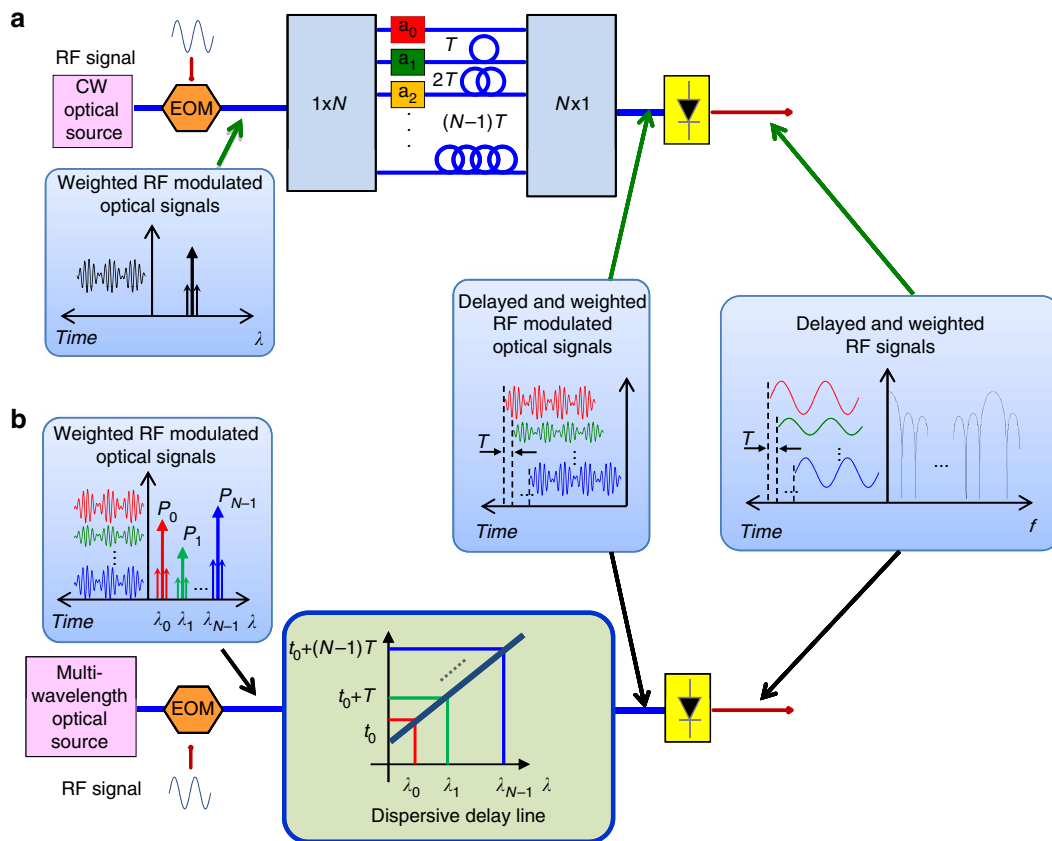 a
RF signal
CW
optical
source
EOM
1×N
a0
a1
a2
T
2T
(N–1)T
N×1
Weighted RF modulated
optical signals
Time
λ
Delayed and weighted
RF modulated
optical signals
T
...
Time
Delayed and weighted
RF signals
T
...
Time
f
b
Weighted RF modulated
optical signals
P0
P1
PN–1
...
Time
λ0
λ1
λN–1
λ
Multi-
wavelength
optical
source
EOM
RF signal
t0+(N–1)T
t0+T
t0
λ0
λ1
λN–1
λ
Dispersive delay line